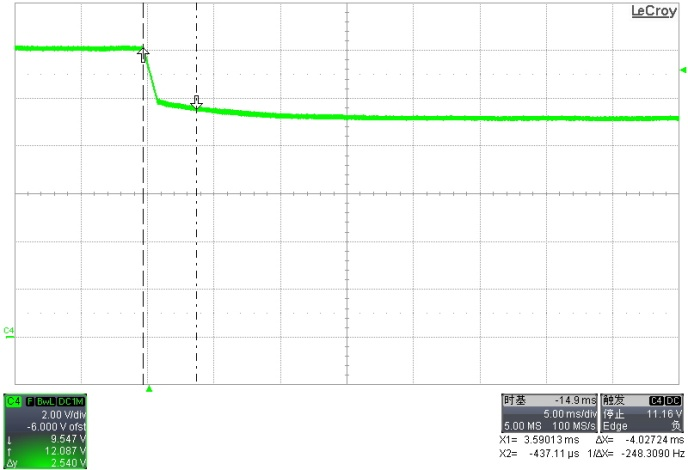 LeCroy
C4
C4 F BwL DC1M
2.00 V/div
-6.000 V ofst
↓ 9.547 V
↑ 12.087 V
Δy 2.540 V
时基 -14.9 ms
5.00 ms/div
5.00 MS 100 MS/s
触发 C4 DC
停止 11.16 V
Edge 负
X1= 3.59013 ms ΔX= -4.02724 ms
X2= -437.11 µs 1/ΔX= -248.3090 Hz